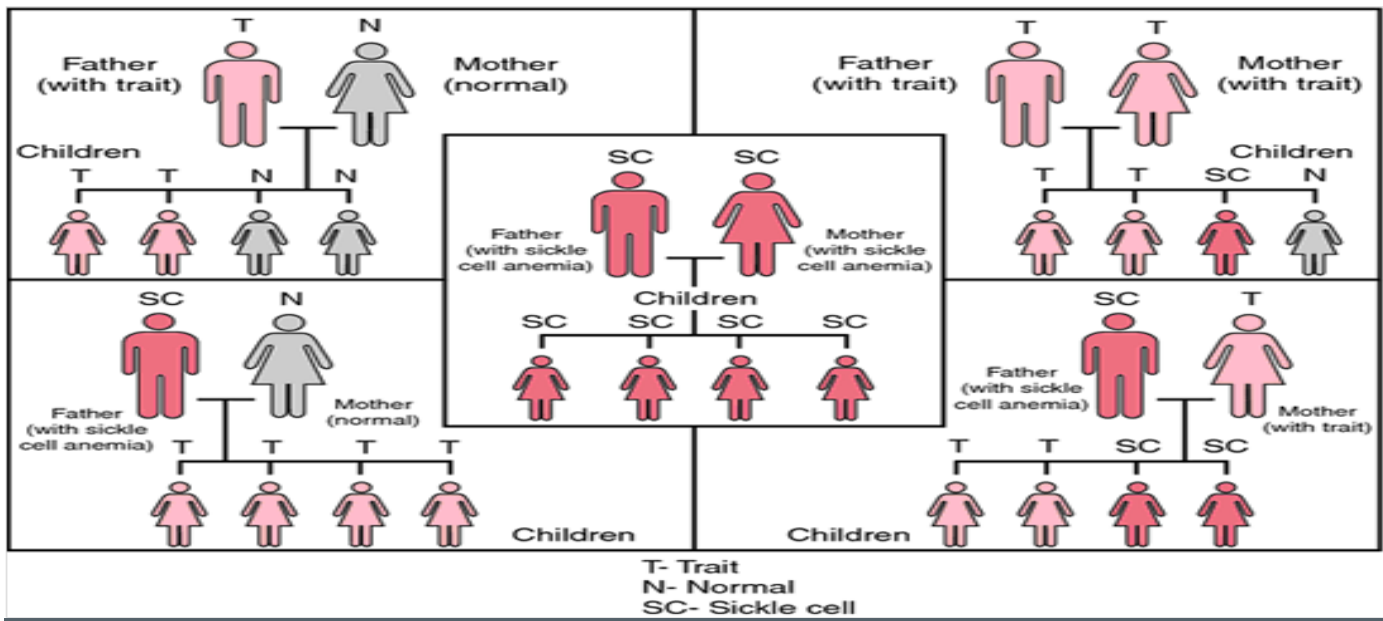 T N
Father
(with trait)
Mother
(normal)
Children
T T N N
T T
Father
(with trait)
Mother
(with trait)
Children
T T SC N
SC SC
Father
(with sickle
cell anemia)
Mother
(with sickle
cell anemia)
Children
SC SC SC SC
SC N
Father
(with sickle
cell anemia)
Mother
(normal)
T T T T
Children
SC T
Father
(with sickle
cell anemia)
Mother
(with trait)
T T SC SC
Children
T- Trait
N- Normal
SC- Sickle cell